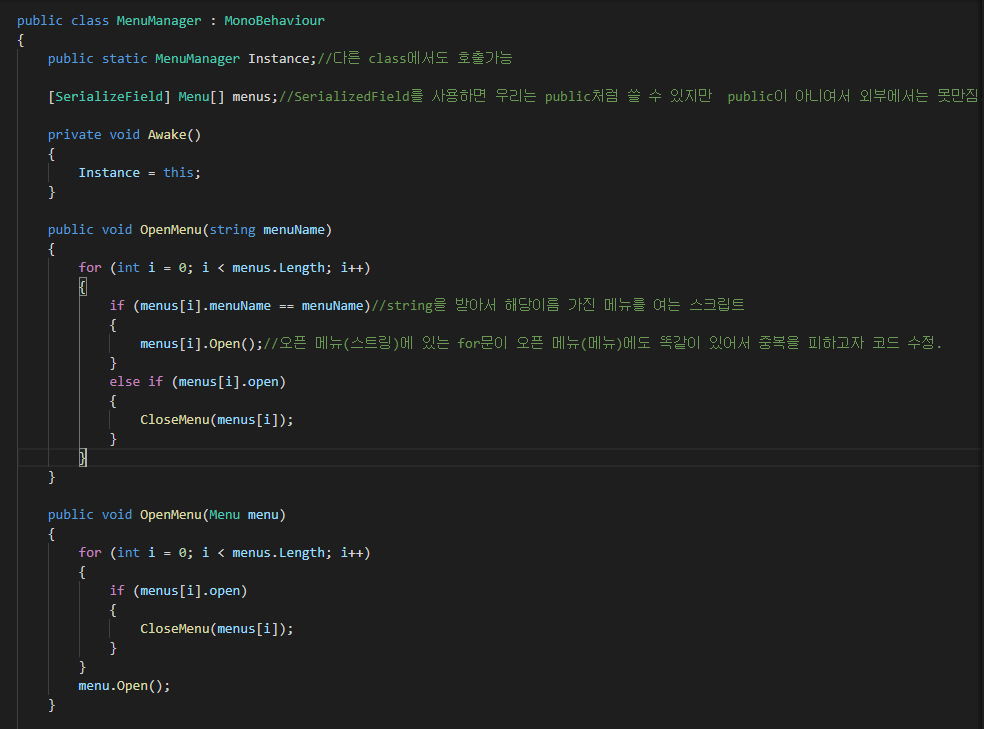 public class MenuManager : MonoBehaviour
{
public static MenuManager Instance;//다른 class에서도 호출가능
[SerializeField] Menu[] menus;//SerializedField를 사용하면 우리는 public처럼 쓸 수 있지만  public이 아니여서 외부에서는 못만짐
private void Awake()
{
Instance = this;
}
public void OpenMenu(string menuName)
{
for (int i = 0; i < menus.Length; i++)
{
if (menus[i].menuName == menuName)//string을 받아서 해당이름 가진 메뉴를 여는 스크립트
{
menus[i].Open();//오픈 메뉴(스트링)에 있는 for문이 오픈 메뉴(메뉴)에도 똑같이 있어서 중복을 피하고자 코드 수정.
}
else if (menus[i].open)
{
CloseMenu(menus[i]);
}
}
}
public void OpenMenu(Menu menu)
{
for (int i = 0; i < menus.Length; i++)
{
if (menus[i].open)
{
CloseMenu(menus[i]);
}
}
menu.Open();
}